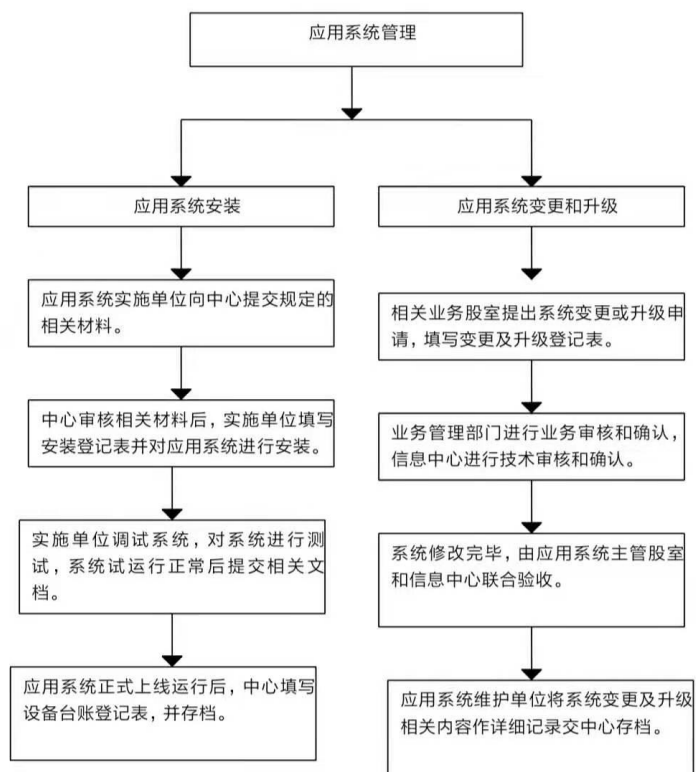 应用系统管理
应用系统安装
应用系统实施单位向中心提交规定的
相关材料。
中心审核相关材料后，实施单位填写
安装登记表并对应用系统进行安装。
实施单位调试系统，对系统进行测
试，系统试运行正常后提交相关文
档。
应用系统正式上线运行后，中心填写
设备台账登记表，并存档。
应用系统变更和升级
相关业务股室提出系统变更或升级申
请，填写变更及升级登记表。
业务管理部门进行业务审核和确认，
信息中心进行技术审核和确认。
系统修改完毕，由应用系统主管股室
和信息中心联合验收。
应用系统维护单位将系统变更及升级
相关内容作详细记录交中心存档。